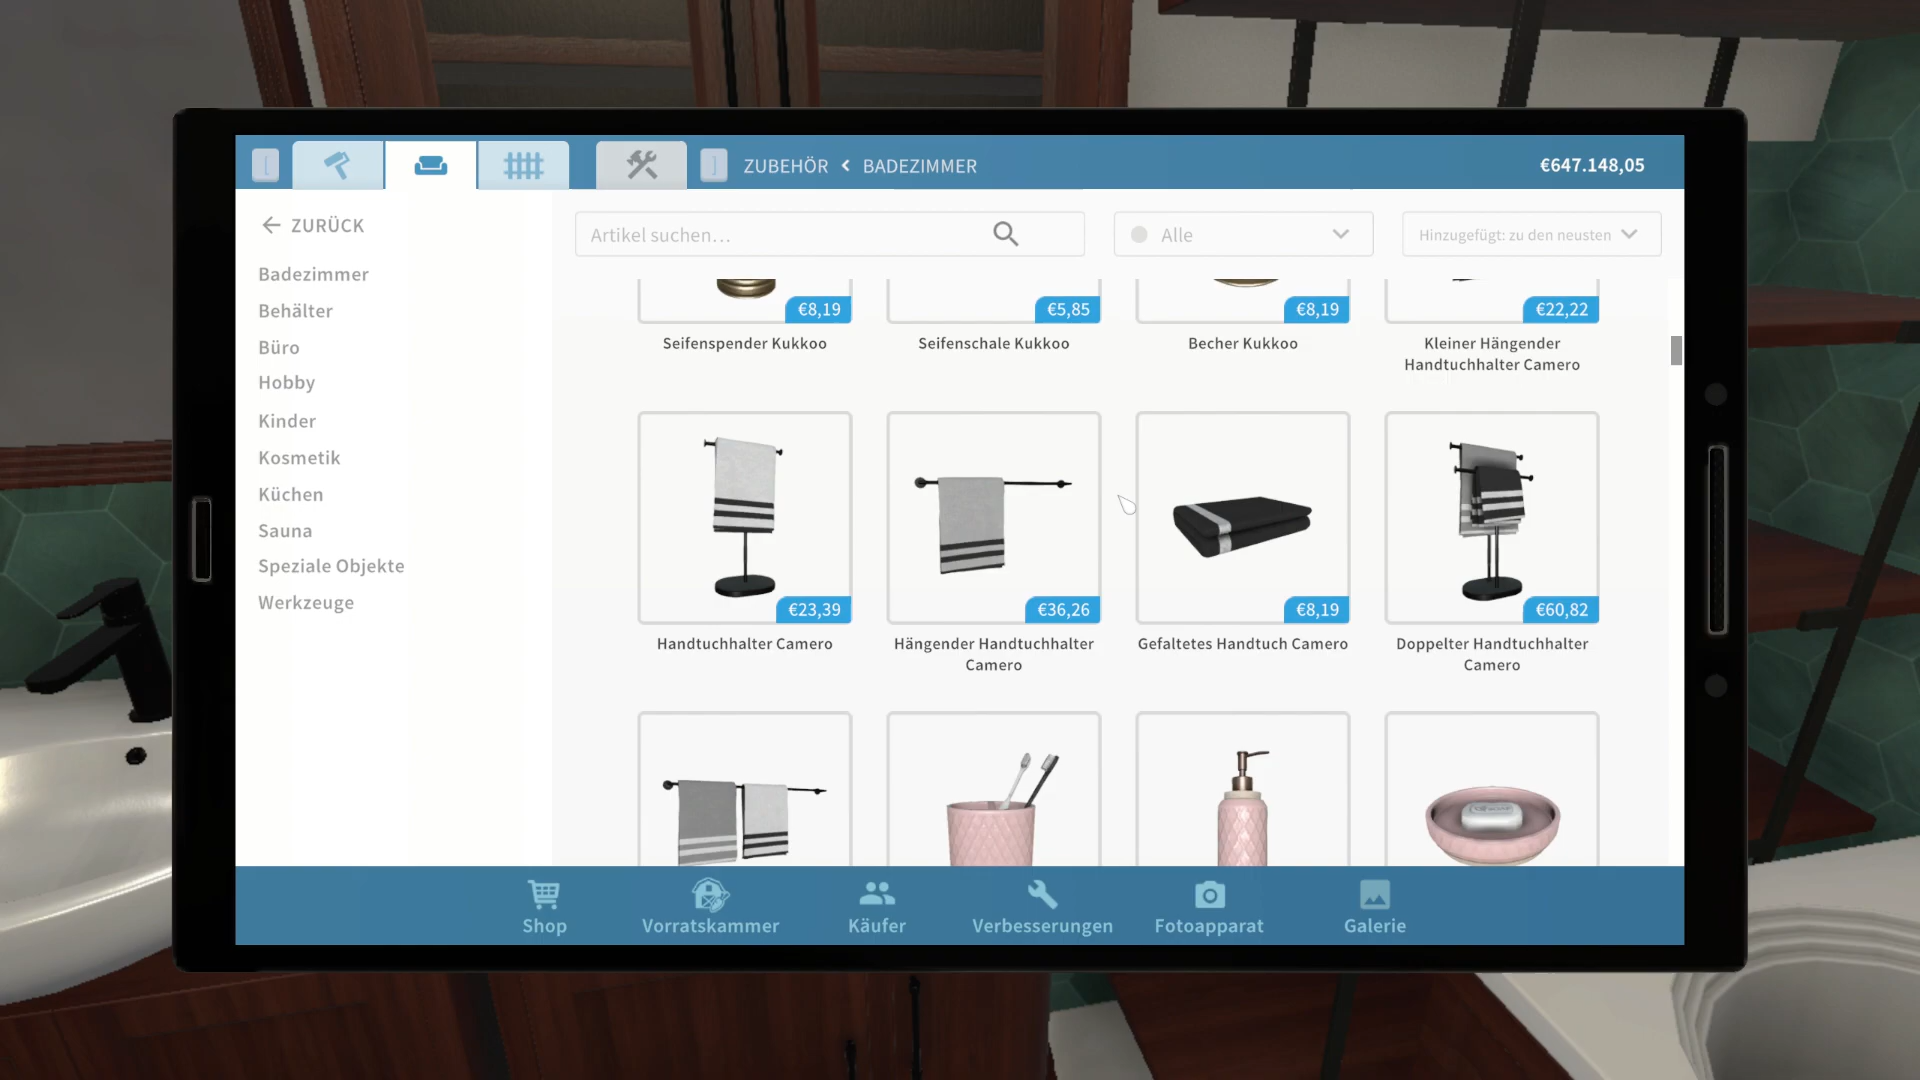 [
]
ZUBEHÖR < BADEZIMMER
€647.148,05
← ZURÜCK
Badezimmer
Behälter
Büro
Hobby
Kinder
Kosmetik
Küchen
Sauna
Speziale Objekte
Werkzeuge
Artikel suchen...
Alle
Hinzugefügt: zu den neusten
€8,19
€5,85
€8,19
€22,22
Seifenspender Kukkoo
Seifenschale Kukkoo
Becher Kukkoo
Kleiner Hängender
Handtuchhalter Camero
€23,39
€36,26
€8,19
€60,82
Handtuchhalter Camero
Hängender Handtuchhalter
Camero
Gefaltetes Handtuch Camero
Doppelter Handtuchhalter
Camero
Shop
Vorratskammer
Käufer
Verbesserungen
Fotoapparat
Galerie